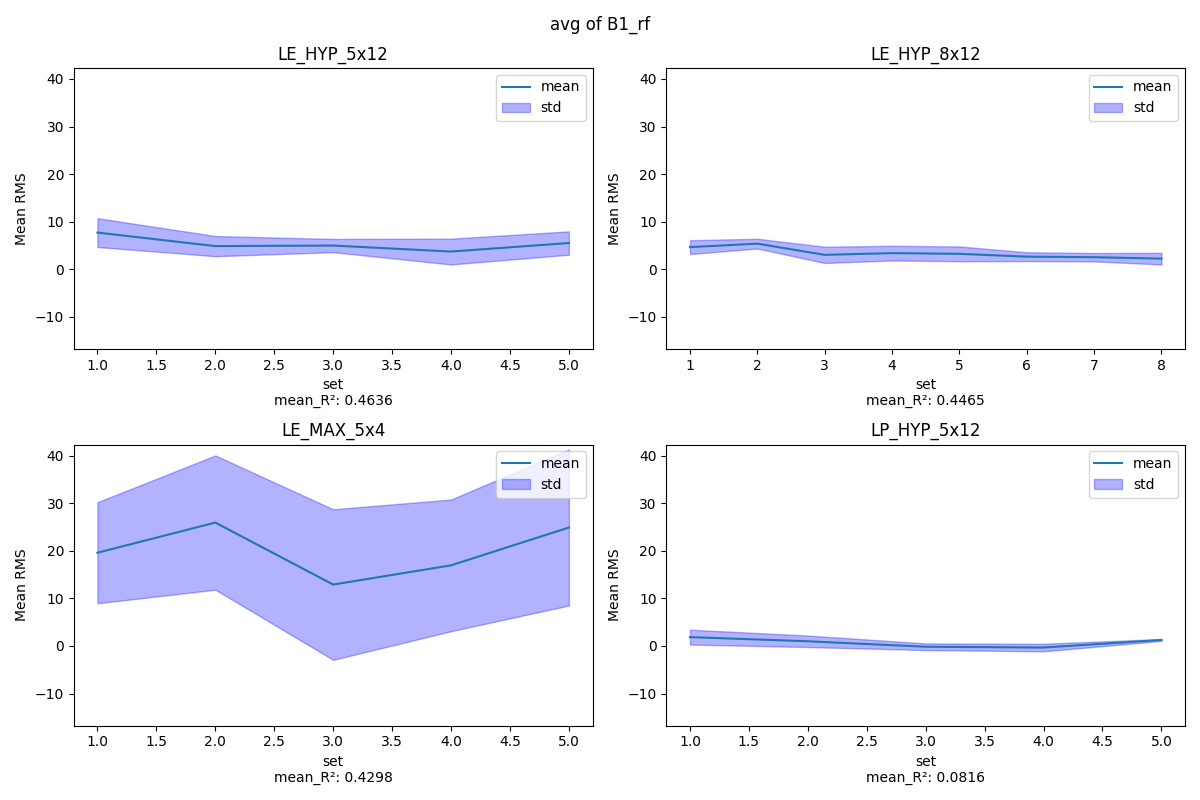 avg of B1_rf
LE_HYP_5x12
mean
std
Mean RMS
40
30
20
10
0
−10
1.0 1.5 2.0 2.5 3.0 3.5 4.0 4.5 5.0
set
mean_R²: 0.4636
LE_HYP_8x12
mean
std
Mean RMS
40
30
20
10
0
−10
1 2 3 4 5 6 7 8
set
mean_R²: 0.4465
LE_MAX_5x4
mean
std
Mean RMS
40
30
20
10
0
−10
1.0 1.5 2.0 2.5 3.0 3.5 4.0 4.5 5.0
set
mean_R²: 0.4298
LP_HYP_5x12
mean
std
Mean RMS
40
30
20
10
0
−10
1.0 1.5 2.0 2.5 3.0 3.5 4.0 4.5 5.0
set
mean_R²: 0.0816